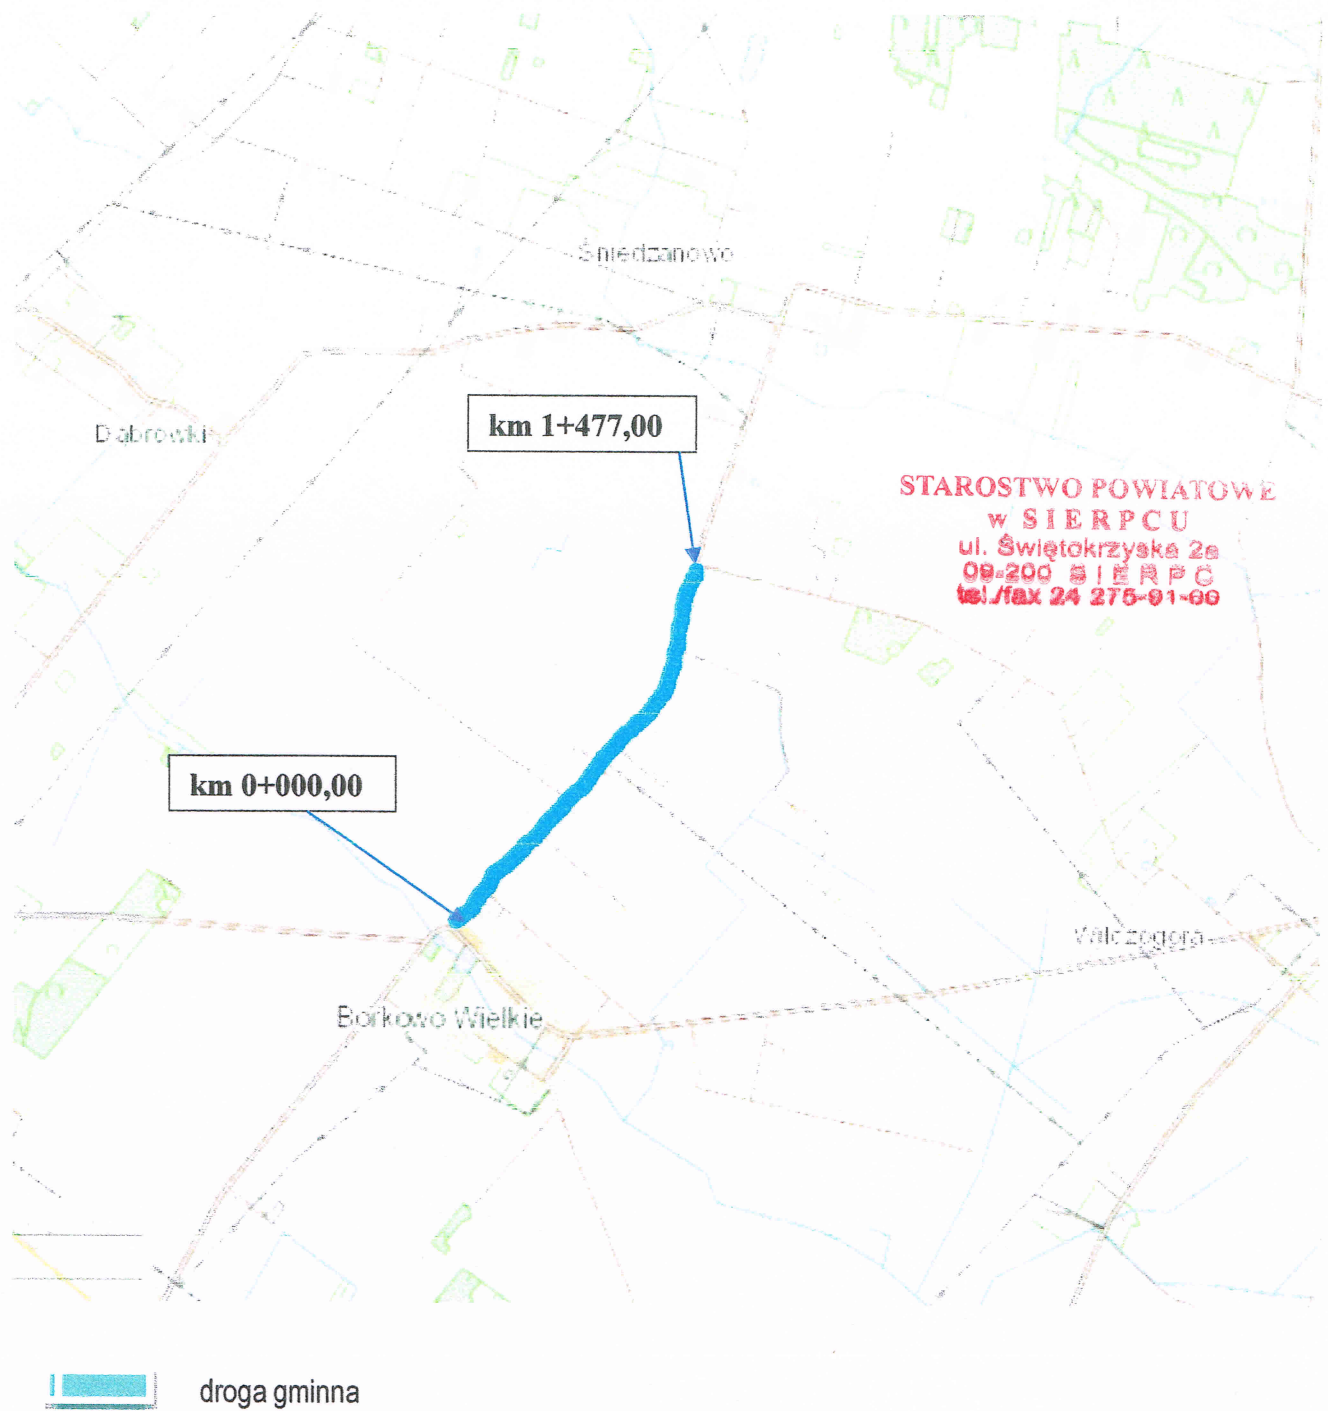 Śniedzanowo
Dąbrówki
km 1+477,00
STAROSTWO POWIATOWE
w SIERPCU
ul. Świętokrzyska 2a
09-200 SIERPC
tel./fax 24 275-91-00
km 0+000,00
Wilczogóra
Borkowo Wielkie
droga gminna